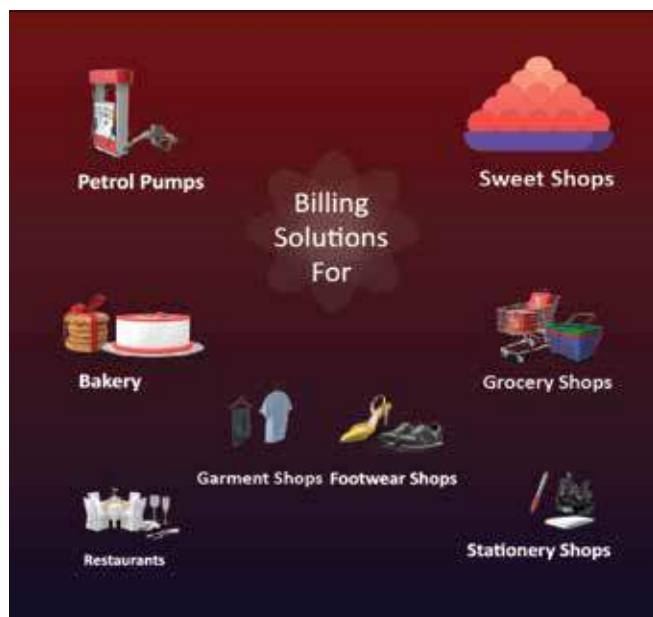 Petrol Pumps
Sweet Shops
Billing
Solutions
For
Bakery
Grocery Shops
Garment Shops
Footwear Shops
Restaurants
Stationery Shops